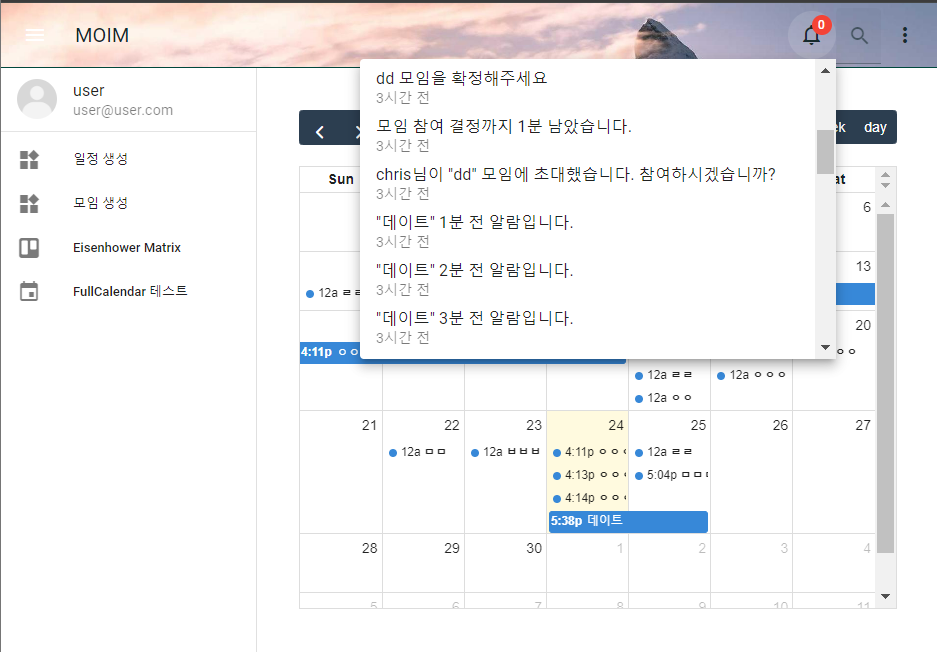 MOIM
0
user
user@user.com
일정 생성
모임 생성
Eisenhower Matrix
FullCalendar 테스트
dd 모임을 확정해주세요
3시간 전
모임 참여 결정까지 1분 남았습니다.
3시간 전
chris님이 "dd" 모임에 초대했습니다. 참여하시겠습니까?
3시간 전
"데이트" 1분 전 알람입니다.
3시간 전
"데이트" 2분 전 알람입니다.
3시간 전
"데이트" 3분 전 알람입니다.
3시간 전
day
Sun
6
13
12a ㄹㄹ
20
4:11p ㅇㅇ
ㅇㅇ
12a ㄹㄹ
12a ㅇㅇㅇ
12a ㅇㅇ
21 22 23 24 25 26 27
12a ㅁㅁ
12a ㅂㅂㅂ
4:11p ㅇㅇ
12a ㄹㄹ
4:13p ㅇㅇ
5:04p ㅁㅁ
4:14p ㅇㅇ
5:38p 데이트
28 29 30 1 2 3 4
5 6 7 8 9 10 11